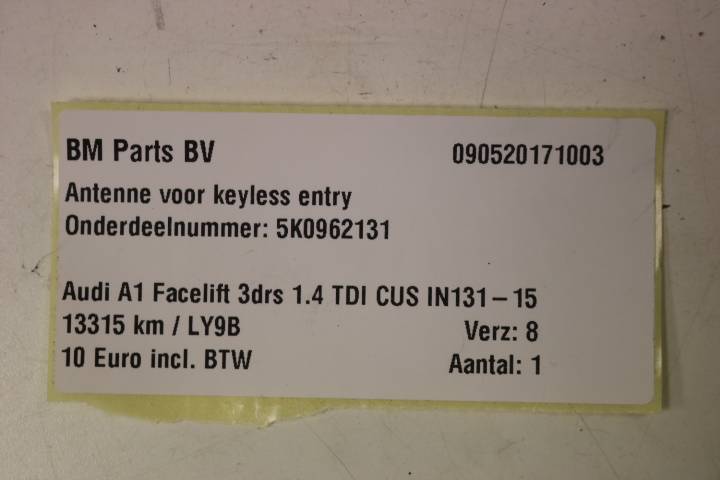 BM Parts BV 090520171003
Antenne voor keyless entry
Onderdeelnummer: 5K0962131
Audi A1 Facelift 3drs 1.4 TDI CUS IN131-15
13315 km / LY9B Verz: 8
10 Euro incl. BTW Aantal: 1